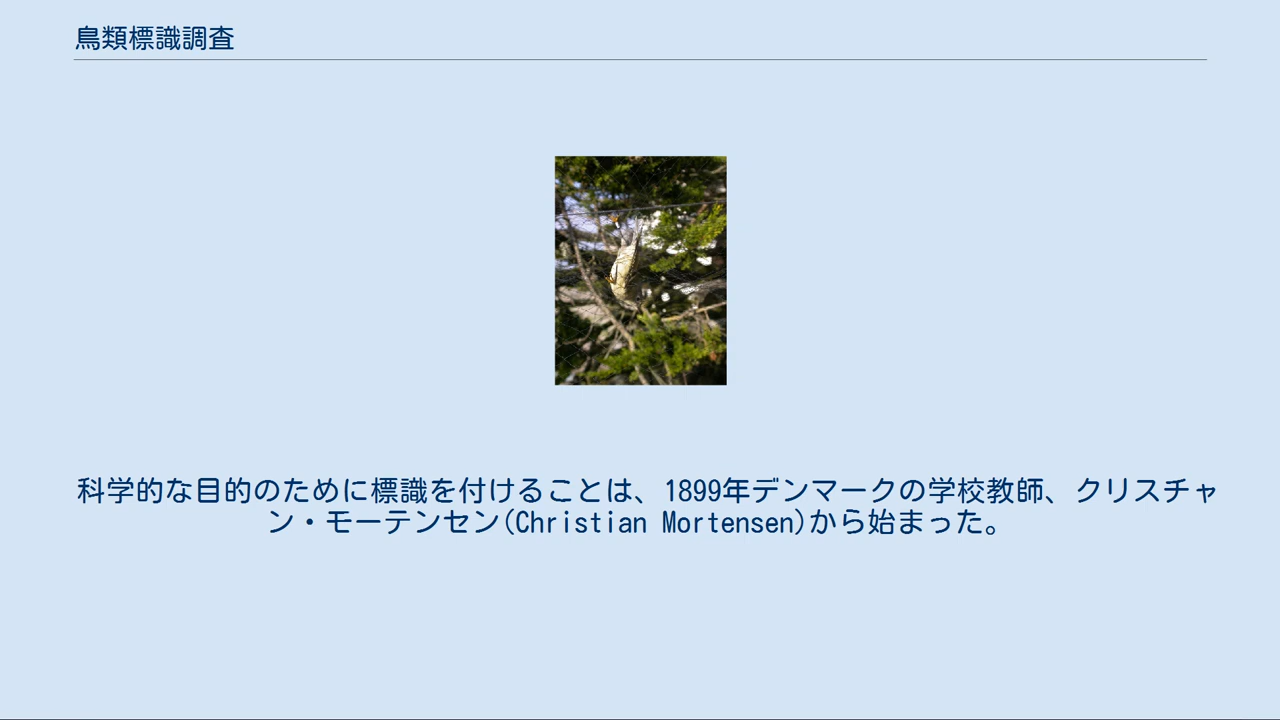 鳥類標識調査
科学的な目的のために標識を付けることは、1899年デンマークの学校教師、クリスチャ
ン・モーテンセン(Christian Mortensen)から始まった。